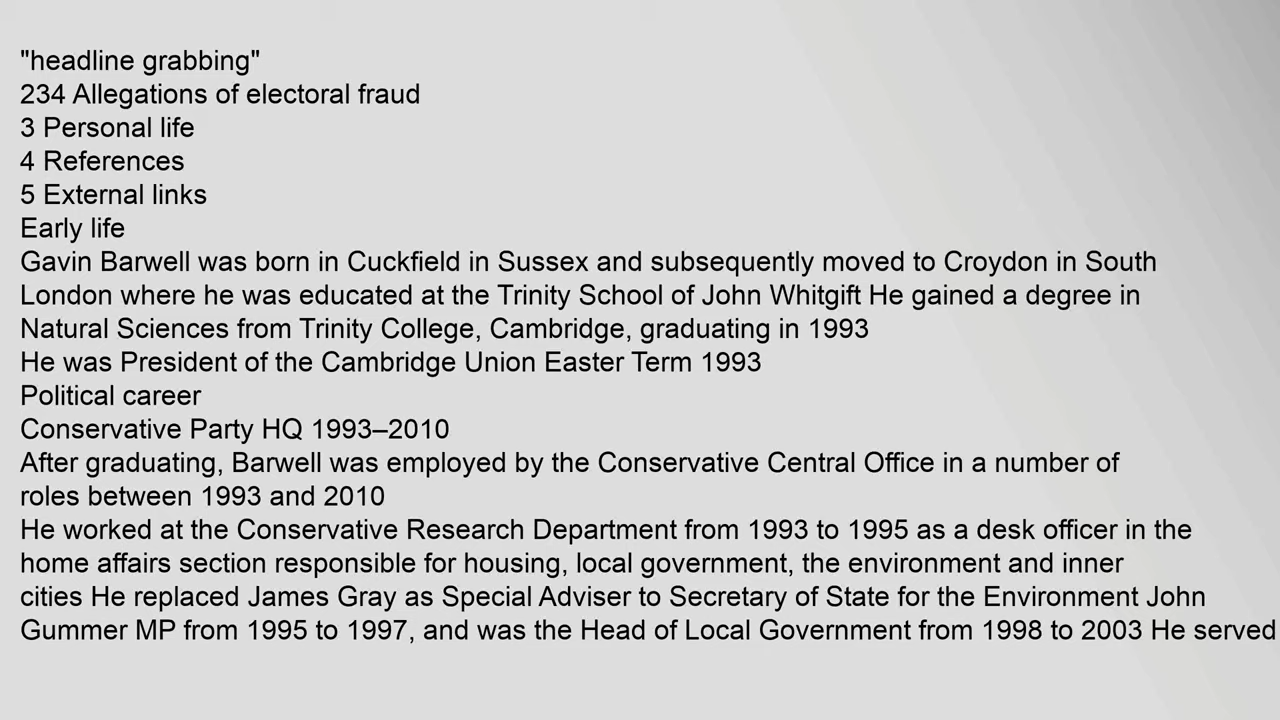 "headline grabbing"
234 Allegations of electoral fraud
3 Personal life
4 References
5 External links
Early life
Gavin Barwell was born in Cuckfield in Sussex and subsequently moved to Croydon in South
London where he was educated at the Trinity School of John Whitgift He gained a degree in
Natural Sciences from Trinity College, Cambridge, graduating in 1993
He was President of the Cambridge Union Easter Term 1993
Political career
Conservative Party HQ 1993–2010
After graduating, Barwell was employed by the Conservative Central Office in a number of
roles between 1993 and 2010
He worked at the Conservative Research Department from 1993 to 1995 as a desk officer in the
home affairs section responsible for housing, local government, the environment and inner
cities He replaced James Gray as Special Adviser to Secretary of State for the Environment John
Gummer MP from 1995 to 1997, and was the Head of Local Government from 1998 to 2003 He served